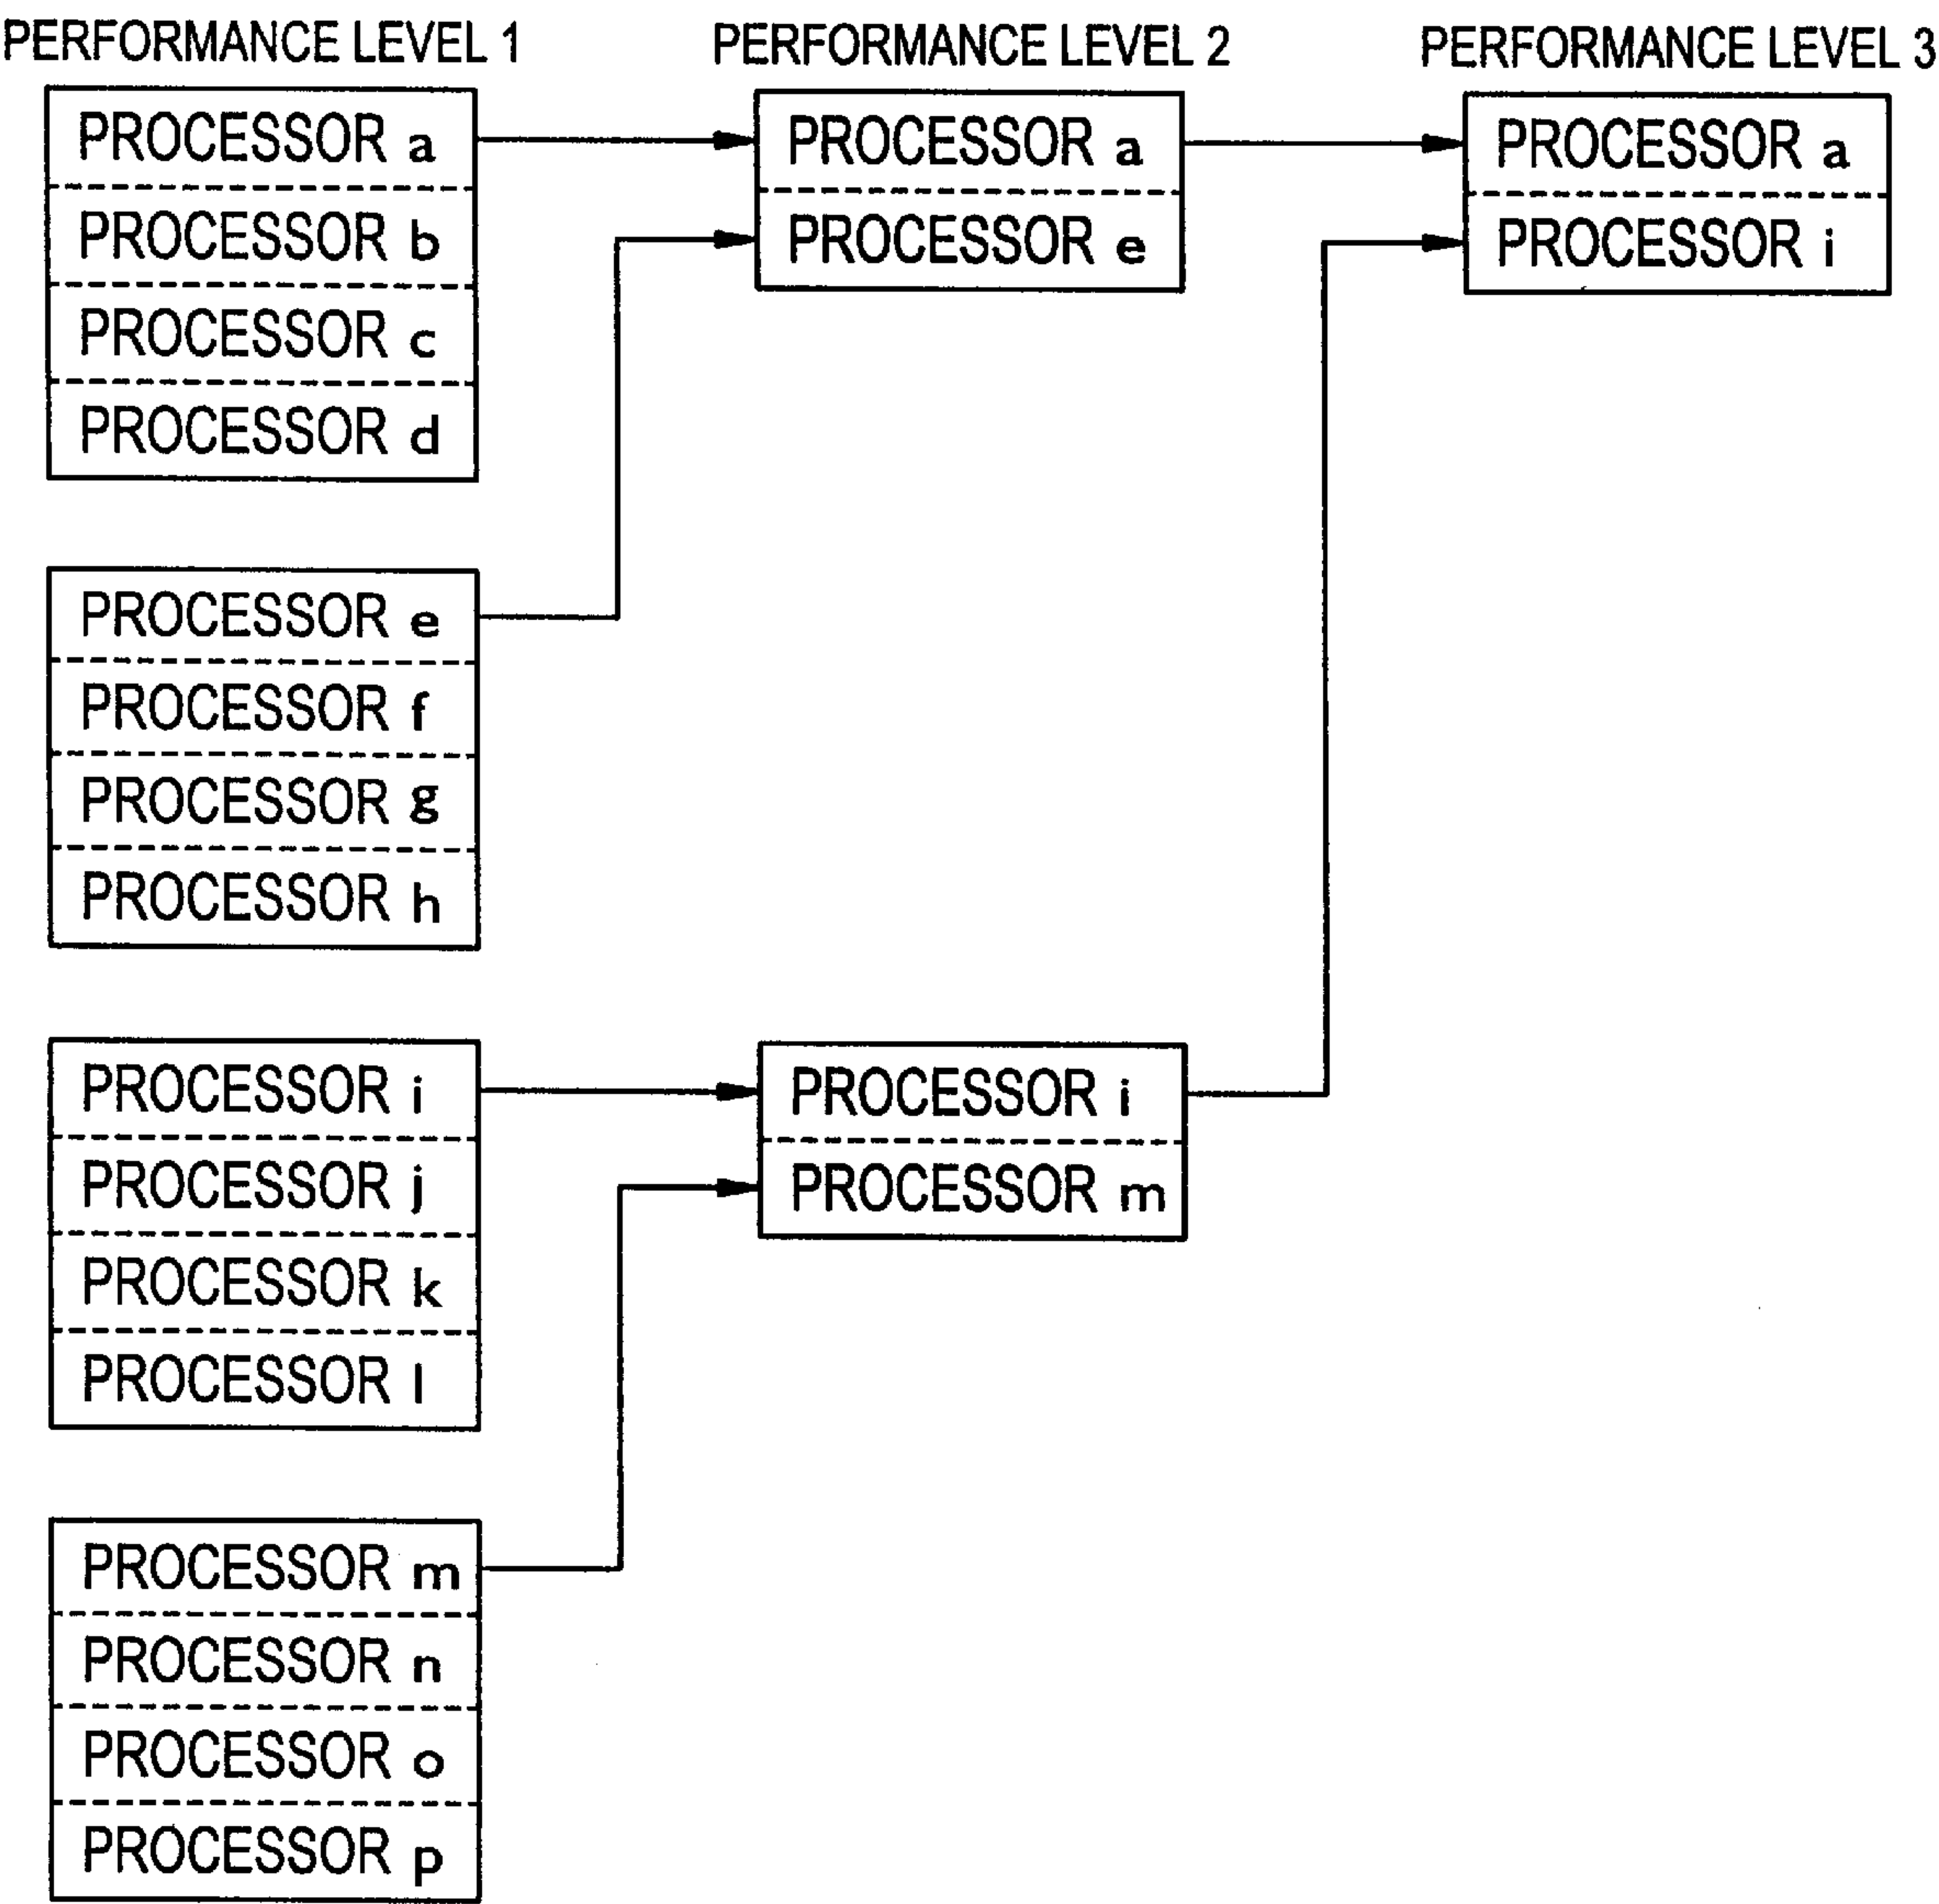 PERFORMANCE LEVEL 1
PROCESSOR a
PROCESSOR b
PROCESSOR c
PROCESSOR d
PROCESSOR e
PROCESSOR f
PROCESSOR g
PROCESSOR h
PROCESSOR i
PROCESSOR j
PROCESSOR k
PROCESSOR l
PROCESSOR m
PROCESSOR n
PROCESSOR o
PROCESSOR p
PERFORMANCE LEVEL 2
PROCESSOR a
PROCESSOR e
PROCESSOR i
PROCESSOR m
PERFORMANCE LEVEL 3
PROCESSOR a
PROCESSOR i